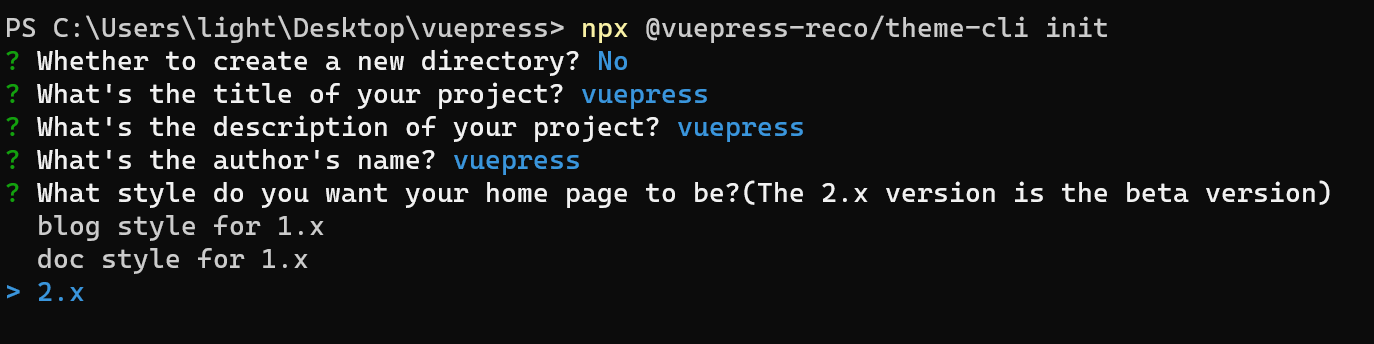 PS C:\Users\light\Desktop\vuepress> npx @vuepress-reco/theme-cli init
? Whether to create a new directory? No
? What's the title of your project? vuepress
? What's the description of your project? vuepress
? What's the author's name? vuepress
? What style do you want your home page to be?(The 2.x version is the beta version)
  blog style for 1.x
  doc style for 1.x
> 2.x